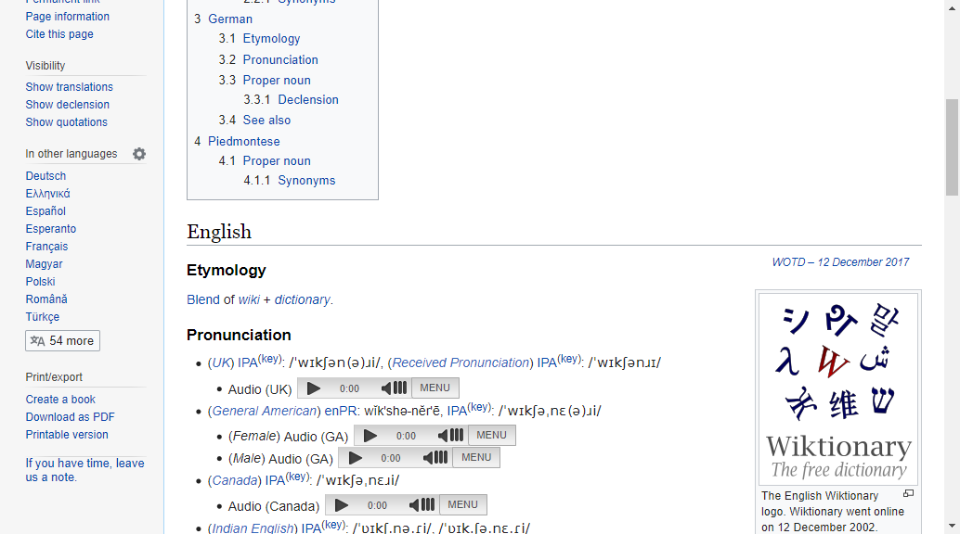 Permanent link
Page information
Cite this page
Visibility
Show translations
Show declension
Show quotations
In other languages
Deutsch
Ελληνικά
Español
Esperanto
Français
Magyar
Polski
Română
Türkçe
54 more
Print/export
Create a book
Download as PDF
Printable version
If you have time, leave
us a note.
2.2.1 Synonyms
3 German
3.1 Etymology
3.2 Pronunciation
3.3 Proper noun
3.3.1 Declension
3.4 See also
4 Piedmontese
4.1 Proper noun
4.1.1 Synonyms
English
Etymology
Blend of wiki + dictionary.
Pronunciation
(UK) IPA(key): /ˈwɪkʃən(ə)ɹi/, (Received Pronunciation) IPA(key): /ˈwɪkʃənɹɪ/
Audio (UK) 0:00 MENU
(General American) enPR: wĭk'shə-nĕr'ē, IPA(key): /ˈwɪkʃəˌnɛ(ə)ɹi/
(Female) Audio (GA) 0:00 MENU
(Male) Audio (GA) 0:00 MENU
(Canada) IPA(key): /ˈwɪkʃəˌnɛɹi/
Audio (Canada) 0:00 MENU
(Indian English) IPA(key): /ˈʋɪkʃ.nə.ɾi/, /ˈʋɪk.ʃə.nɛ.ɾi/
WOTD – 12 December 2017
シ や 말
λ W ش
维 ש
Wiktionary
The free dictionary
The English Wiktionary
logo. Wiktionary went online
on 12 December 2002.